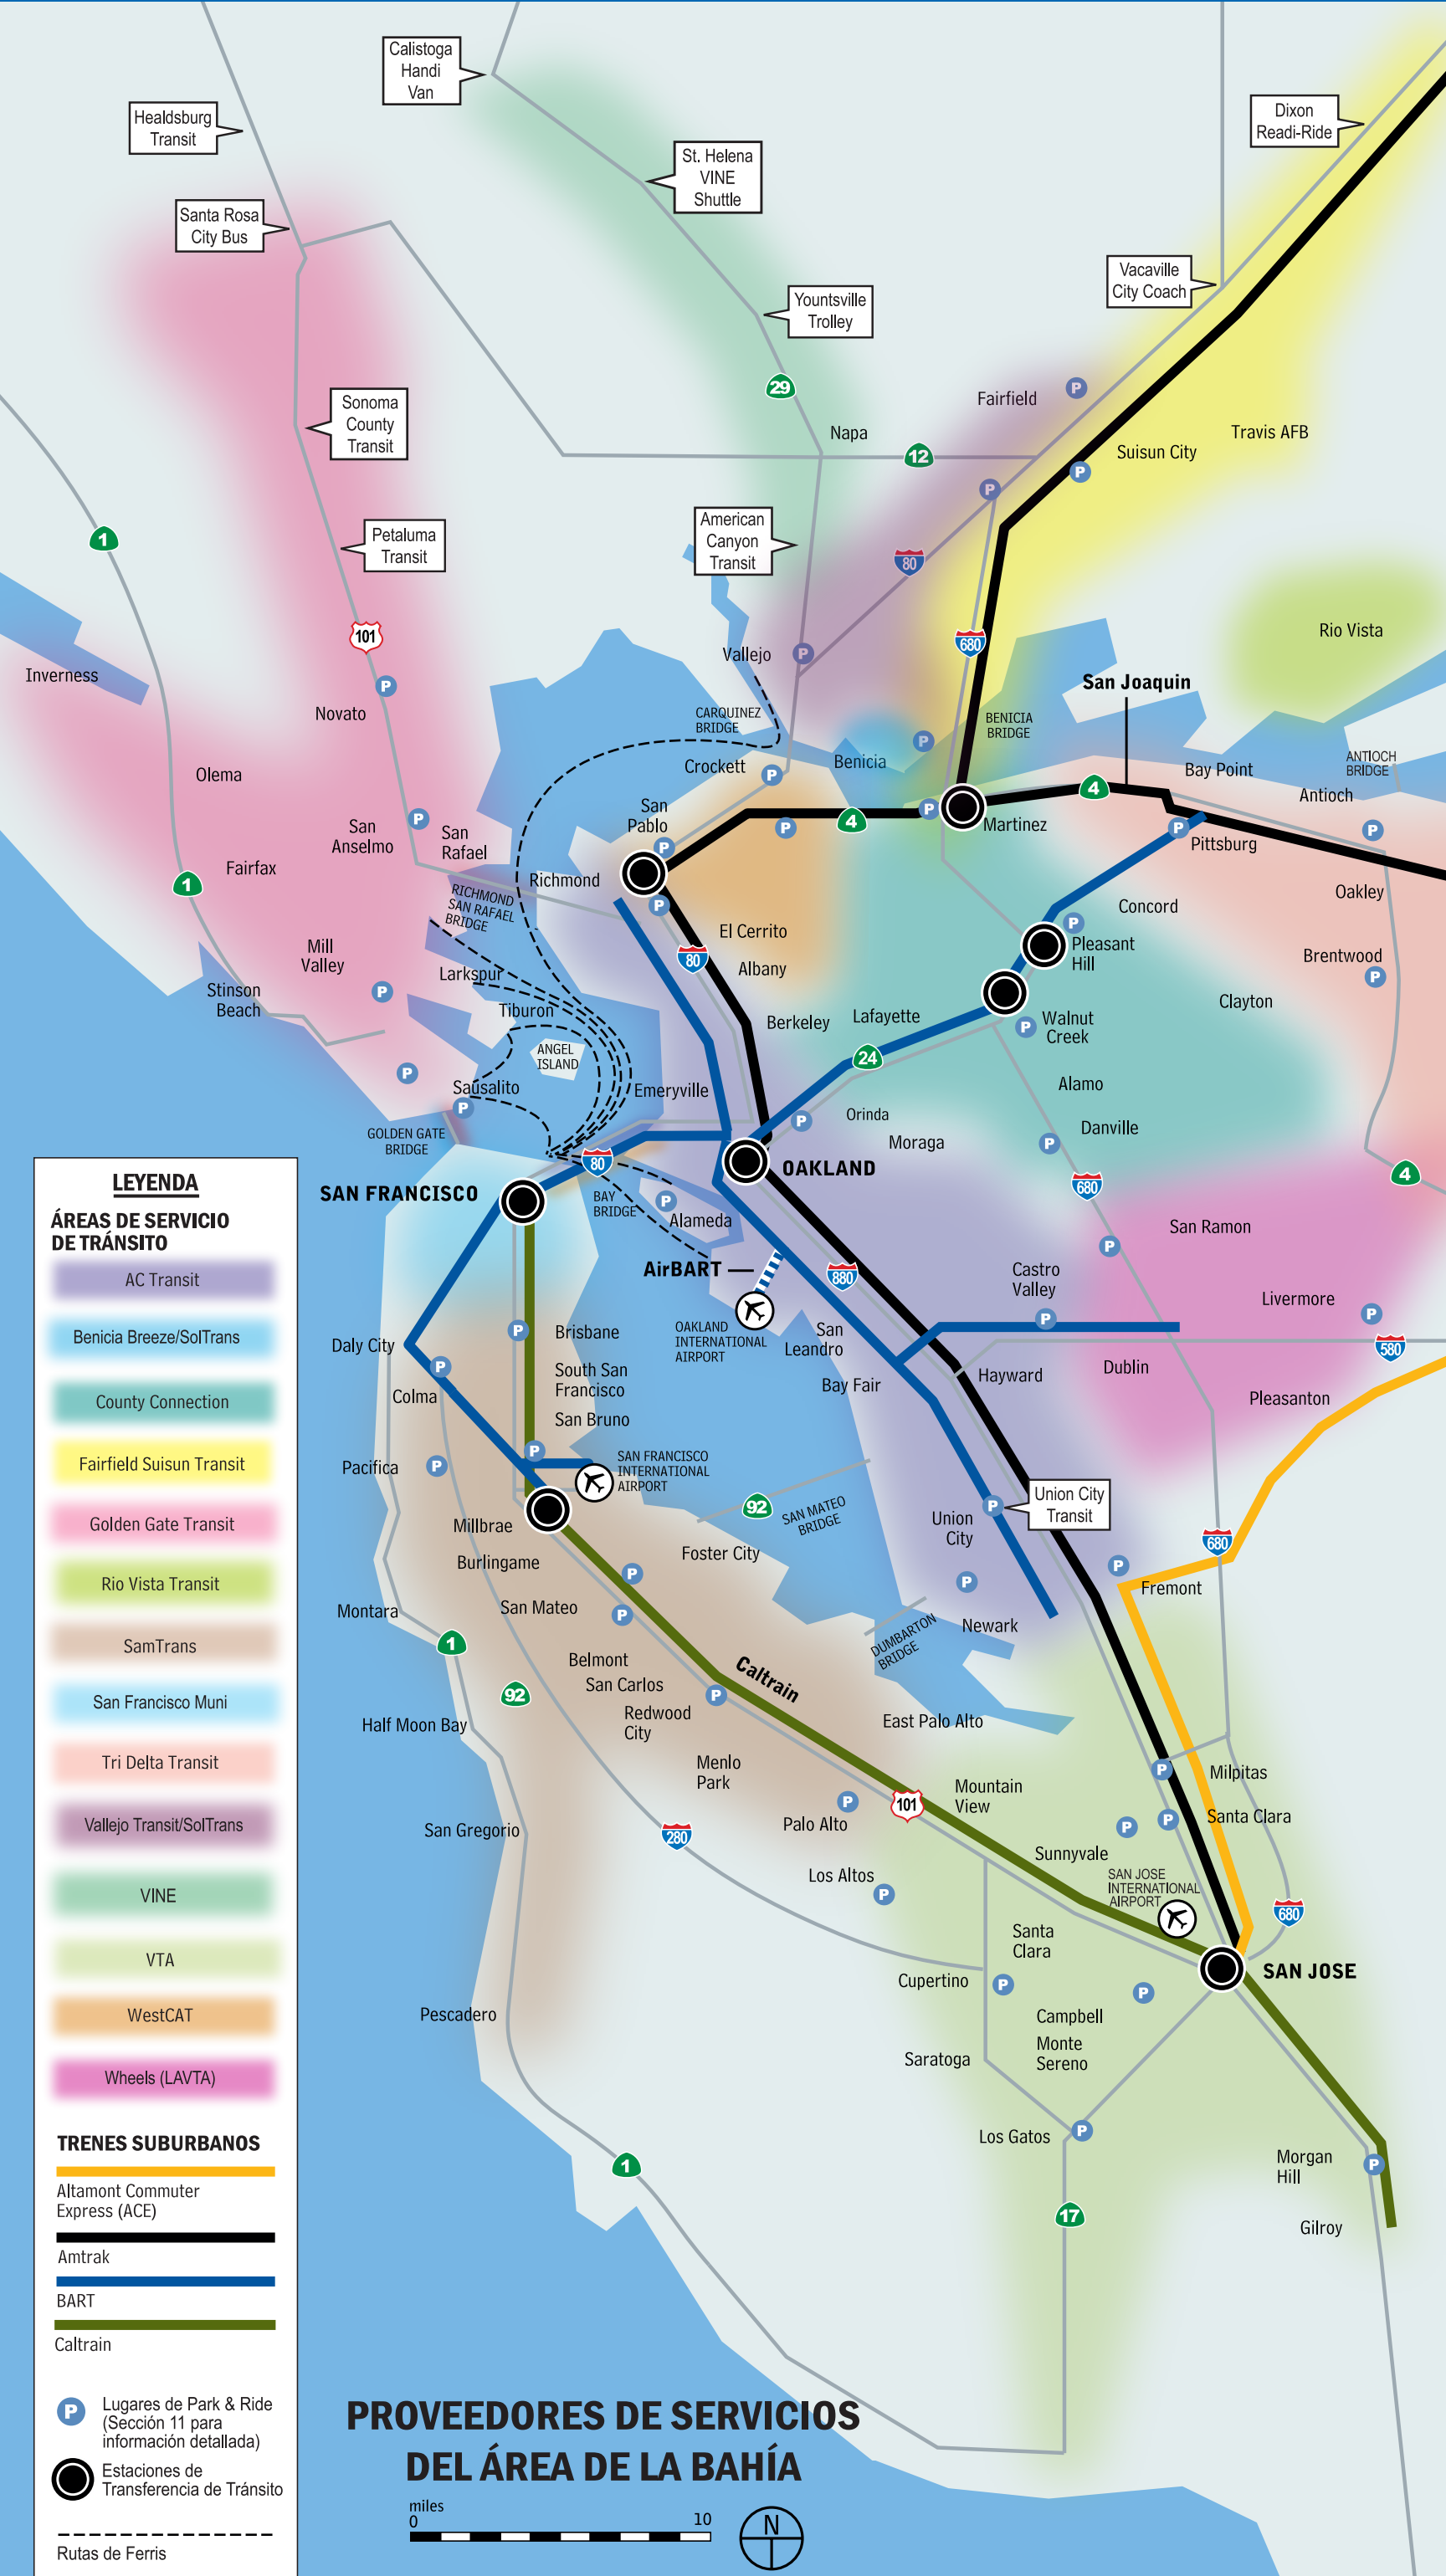 Calistoga
Handi
Van
Healdsburg
Transit
Dixon
Readi-Ride
St. Helena
VINE
Shuttle
Santa Rosa
City Bus
Vacaville
City Coach
Yountsville
Trolley
29
Fairfield
Sonoma
County
Transit
Napa
12
Travis AFB
Suisun City
P
P
P
1
Petaluma
Transit
American
Canyon
Transit
80
101
680
Rio Vista
Vallejo
P
Inverness
P
San Joaquin
Novato
CARQUINEZ
BRIDGE
BENICIA
BRIDGE
P
Olema
Crockett
P
Benicia
Bay Point
ANTIOCH
BRIDGE
4
Antioch
San
Pablo
P
P
4
P
Martinez
San
Anselmo
P
San
Rafael
P
Pittsburg
P
Fairfax
1
Richmond
P
RICHMOND
SAN RAFAEL
BRIDGE
Oakley
Concord
P
El Cerrito
Pleasant
Hill
Mill
Valley
80
Albany
Brentwood
P
Larkspur
Stinson
Beach
P
Clayton
Tiburon
Berkeley
Lafayette
P
Walnut
Creek
ANGEL
ISLAND
24
P
Sausalito
P
Emeryville
Alamo
Orinda
P
Danville
P
Moraga
GOLDEN GATE
BRIDGE
80
OAKLAND
4
680
SAN FRANCISCO
BAY
BRIDGE
P
Alameda
San Ramon
P
AirBART
880
Castro
Valley
P
Livermore
P
OAKLAND
INTERNATIONAL
AIRPORT
San
Leandro
580
Daly City
P
Brisbane
P
Hayward
Dublin
South San
Francisco
Colma
Bay Fair
Pleasanton
San Bruno
P
Pacifica
P
SAN FRANCISCO
INTERNATIONAL
AIRPORT
92
SAN MATEO
BRIDGE
P
Union City
Transit
Union
City
Millbrae
680
Foster City
Burlingame
P
P
P
Fremont
Montara
San Mateo
P
Newark
DUMBARTON
BRIDGE
1
Belmont
92
San Carlos
Caltrain
P
Redwood
City
Half Moon Bay
East Palo Alto
Menlo
Park
P
Milpitas
Mountain
View
101
P
Palo Alto
P
P
Santa Clara
San Gregorio
280
Sunnyvale
Los Altos
P
SAN JOSE
INTERNATIONAL
AIRPORT
680
Santa
Clara
SAN JOSE
Cupertino
P
P
Pescadero
Campbell
Monte
Sereno
Saratoga
Los Gatos
P
1
Morgan
Hill
P
17
Gilroy
LEYENDA
ÁREAS DE SERVICIO
DE TRÁNSITO
AC Transit
Benicia Breeze/SolTrans
County Connection
Fairfield Suisun Transit
Golden Gate Transit
Rio Vista Transit
SamTrans
San Francisco Muni
Tri Delta Transit
Vallejo Transit/SolTrans
VINE
VTA
WestCAT
Wheels (LAVTA)
TRENES SUBURBANOS
Altamont Commuter
Express (ACE)
Amtrak
BART
Caltrain
P
Lugares de Park & Ride
(Sección 11 para
información detallada)
Estaciones de
Transferencia de Tránsito
Rutas de Ferris
PROVEEDORES DE SERVICIOS
DEL ÁREA DE LA BAHÍA
miles
0
10
N